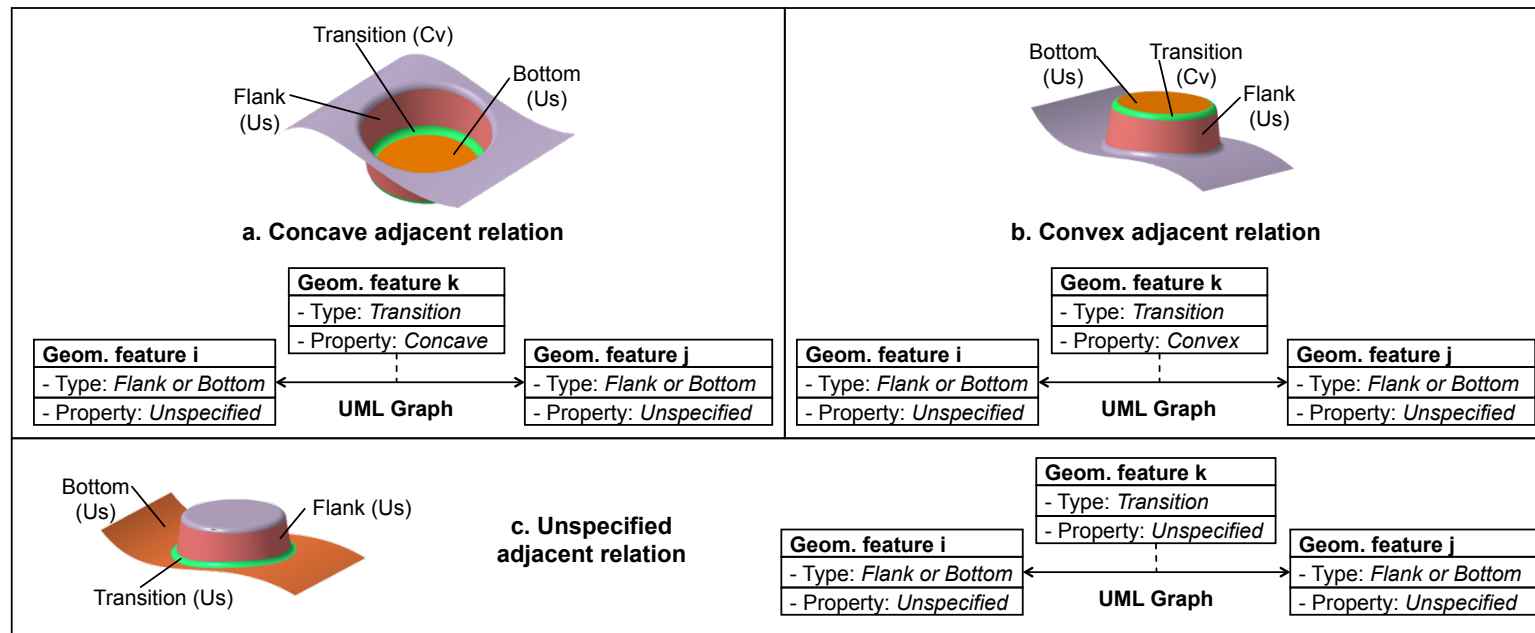 Transition (Cv)
Bottom
(Us)
Flank
(Us)
a. Concave adjacent relation
Geom. feature k
- Type: Transition
- Property: Concave
Geom. feature i
- Type: Flank or Bottom
- Property: Unspecified
Geom. feature j
- Type: Flank or Bottom
- Property: Unspecified
UML Graph
Bottom
(Us)
Transition
(Cv)
Flank
(Us)
b. Convex adjacent relation
Geom. feature k
- Type: Transition
- Property: Convex
Geom. feature i
- Type: Flank or Bottom
- Property: Unspecified
Geom. feature j
- Type: Flank or Bottom
- Property: Unspecified
UML Graph
Bottom
(Us)
Flank (Us)
Transition (Us)
c. Unspecified
adjacent relation
Geom. feature k
- Type: Transition
- Property: Unspecified
Geom. feature i
- Type: Flank or Bottom
- Property: Unspecified
Geom. feature j
- Type: Flank or Bottom
- Property: Unspecified
UML Graph